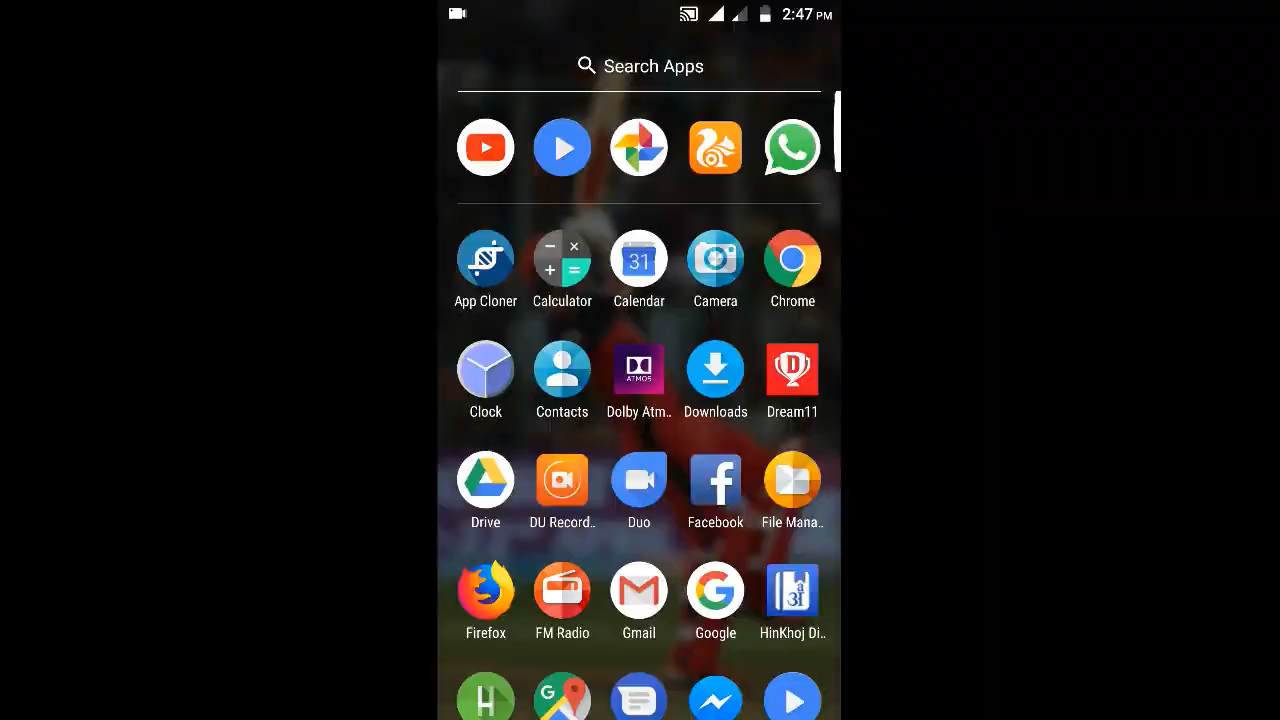 2:47 PM
Search Apps
31
App Cloner Calculator Calendar Camera Chrome
DOLBY ATMOS
D
Clock Contacts Dolby Atm.. Downloads Dream11
Drive DU Record.. Duo Facebook File Mana..
Firefox FM Radio Gmail Google HinKhoj Di..